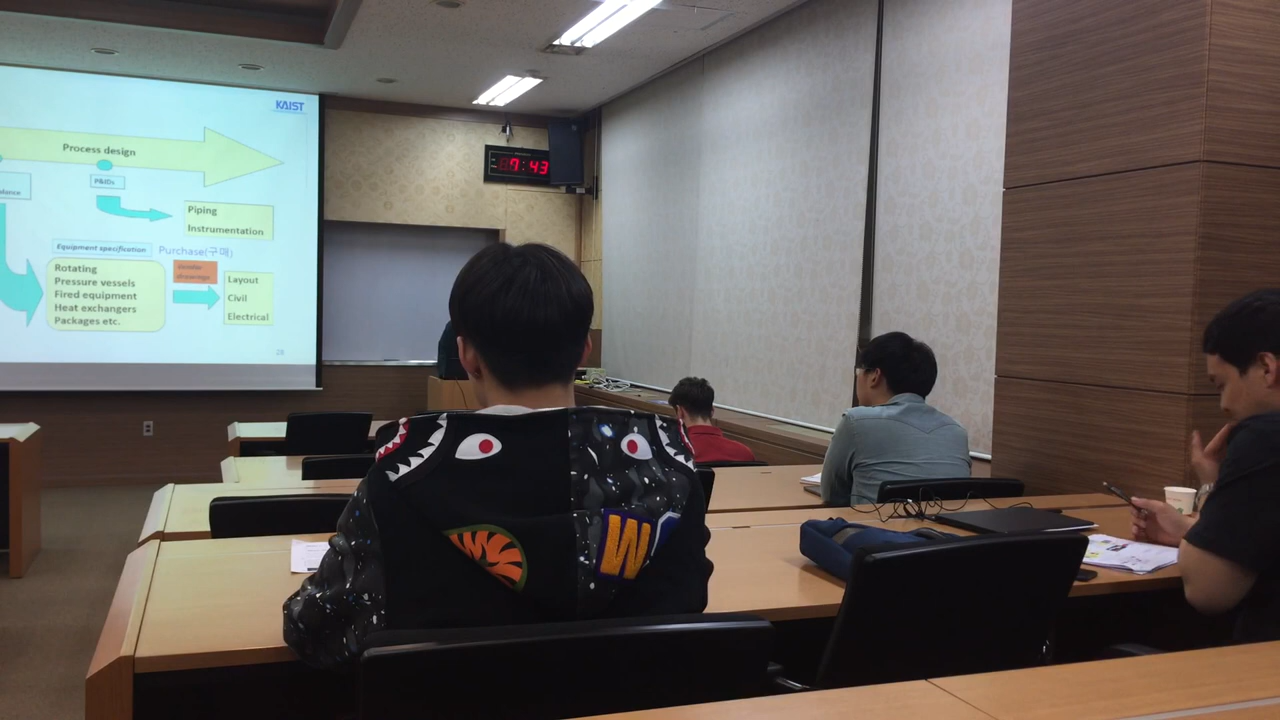 KAIST
Process design
P&IDs
Piping
Instrumentation
Equipment specification
Purchase(구매)
Rotating
Pressure vessels
Fired equipment
Heat exchangers
Packages etc.
Layout
Civil
Electrical
28
7:43
W